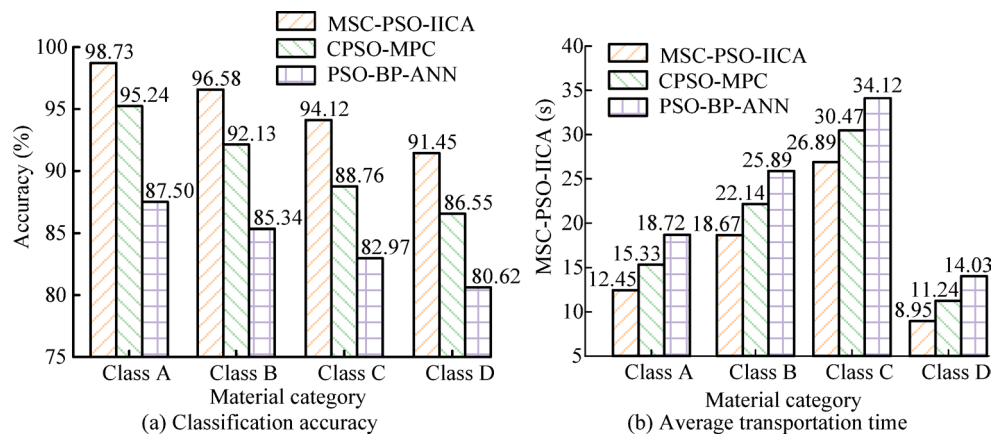 MSC-PSO-IICA
CPSO-MPC
PSO-BP-ANN
Accuracy (%)
100
95
90
85
80
75
98.73
95.24
87.50
96.58
92.13
85.34
94.12
88.76
82.97
91.45
86.55
80.62
Class A Class B Class C Class D
Material category
(a) Classification accuracy
MSC-PSO-IICA
CPSO-MPC
PSO-BP-ANN
MSC-PSO-IICA (s)
40
35
30
25
20
15
10
5
12.45
15.33
18.72
18.67
22.14
25.89
26.89
30.47
34.12
8.95
11.24
14.03
Class A Class B Class C Class D
Material category
(b) Average transportation time